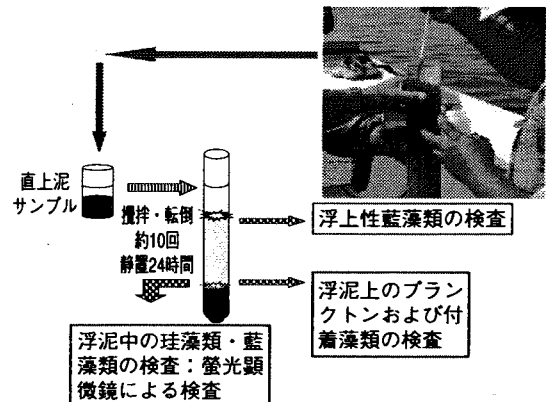 直上泥
サンプル
攪拌・転倒
約10回
静置24時間
浮上性藍藻類の検査
浮泥上のプラン
クトンおよび付
着藻類の検査
浮泥中の珪藻類・藍
藻類の検査：螢光顕
微鏡による検査